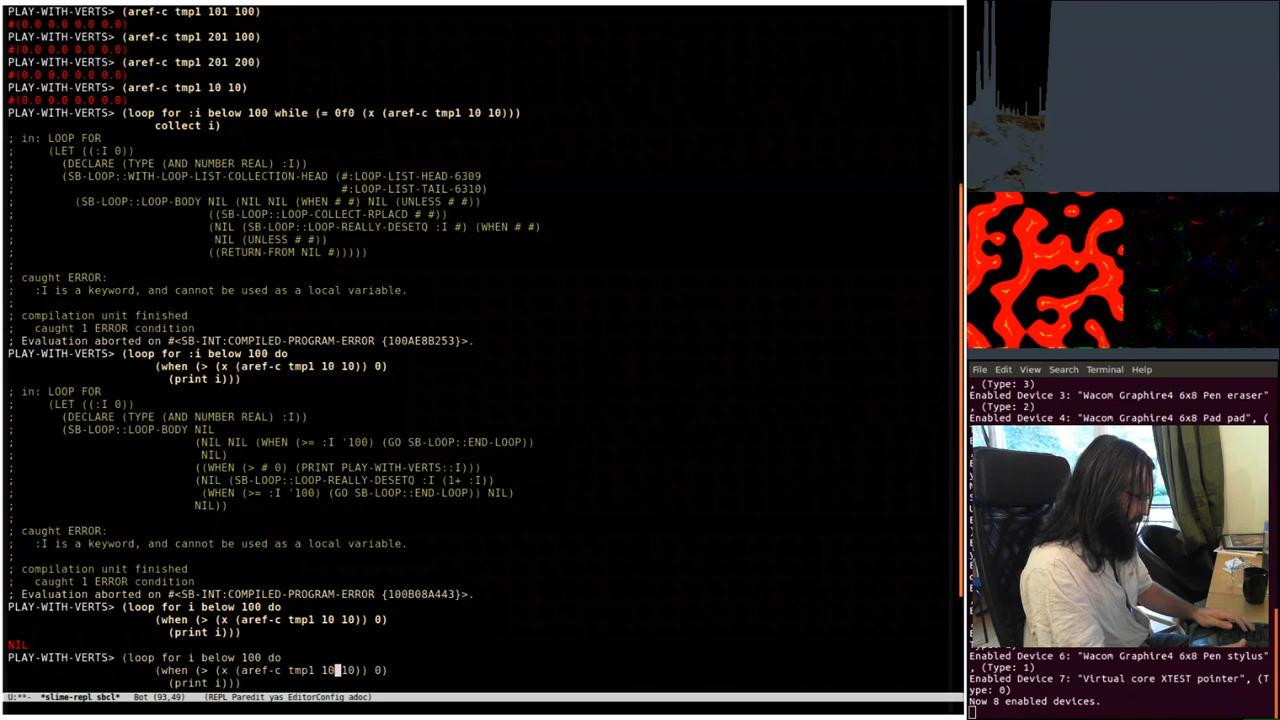 PLAY-WITH-VERTS> (aref-c tmp1 101 100)
#(0.0 0.0 0.0 0.0)
PLAY-WITH-VERTS> (aref-c tmp1 201 100)
#(0.0 0.0 0.0 0.0)
PLAY-WITH-VERTS> (aref-c tmp1 201 200)
#(0.0 0.0 0.0 0.0)
PLAY-WITH-VERTS> (aref-c tmp1 10 10)
#(0.0 0.0 0.0 0.0)
PLAY-WITH-VERTS> (loop for :i below 100 while (= 0f0 (x (aref-c tmp1 10 10)))
collect i)
; in: LOOP FOR
; (LET ((:I 0))
; (DECLARE (TYPE (AND NUMBER REAL) :I))
; (SB-LOOP::WITH-LOOP-LIST-COLLECTION-HEAD (#:LOOP-LIST-HEAD-6309
; #:LOOP-LIST-TAIL-6310)
; (SB-LOOP::LOOP-BODY NIL (NIL NIL (WHEN # #) NIL (UNLESS # #))
; ((SB-LOOP::LOOP-COLLECT-RPLACD # #))
; (NIL (SB-LOOP::LOOP-REALLY-DESETQ :I #) (WHEN # #)
; NIL (UNLESS # #))
; ((RETURN-FROM NIL #)))))
;
; caught ERROR:
; :I is a keyword, and cannot be used as a local variable.
;
; compilation unit finished
; caught 1 ERROR condition
; Evaluation aborted on #<SB-INT:COMPILED-PROGRAM-ERROR {100AE8B253}>.
PLAY-WITH-VERTS> (loop for :i below 100 do
(when (> (x (aref-c tmp1 10 10)) 0)
(print i)))
; in: LOOP FOR
; (LET ((:I 0))
; (DECLARE (TYPE (AND NUMBER REAL) :I))
; (SB-LOOP::LOOP-BODY NIL
; (NIL NIL (WHEN (>= :I '100) (GO SB-LOOP::END-LOOP))
; NIL)
; ((WHEN (> # 0) (PRINT PLAY-WITH-VERTS::I)))
; (NIL (SB-LOOP::LOOP-REALLY-DESETQ :I (1+ :I))
; (WHEN (>= :I '100) (GO SB-LOOP::END-LOOP)) NIL)
; NIL))
;
; caught ERROR:
; :I is a keyword, and cannot be used as a local variable.
;
; compilation unit finished
; caught 1 ERROR condition
; Evaluation aborted on #<SB-INT:COMPILED-PROGRAM-ERROR {100B08A443}>.
PLAY-WITH-VERTS> (loop for i below 100 do
(when (> (x (aref-c tmp1 10 10)) 0)
(print i)))
NIL
PLAY-WITH-VERTS> (loop for i below 100 do
(when (> (x (aref-c tmp1 10 10)) 0)
(print i)))
U:**- *slime-repl sbcl* Bot (93,49) (REPL Paredit yas EditorConfig adoc)
File Edit View Search Terminal Help
, (Type: 3)
Enabled Device 3: "Wacom Graphire4 6x8 Pen eraser"
, (Type: 2)
Enabled Device 4: "Wacom Graphire4 6x8 Pad pad", (
Enabled Device 6: "Wacom Graphire4 6x8 Pen stylus"
, (Type: 1)
Enabled Device 7: "Virtual core XTEST pointer", (T
ype: 0)
Now 8 enabled devices.